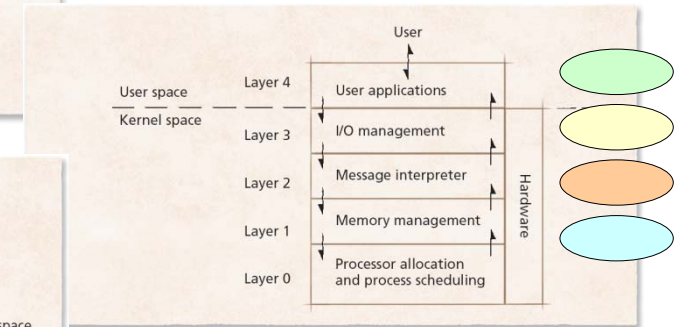 User
Layer 4
User applications
User space
Kernel space
Layer 3
I/O management
Layer 2
Message interpreter
Layer 1
Memory management
Layer 0
Processor allocation
and process scheduling
Hardware
space